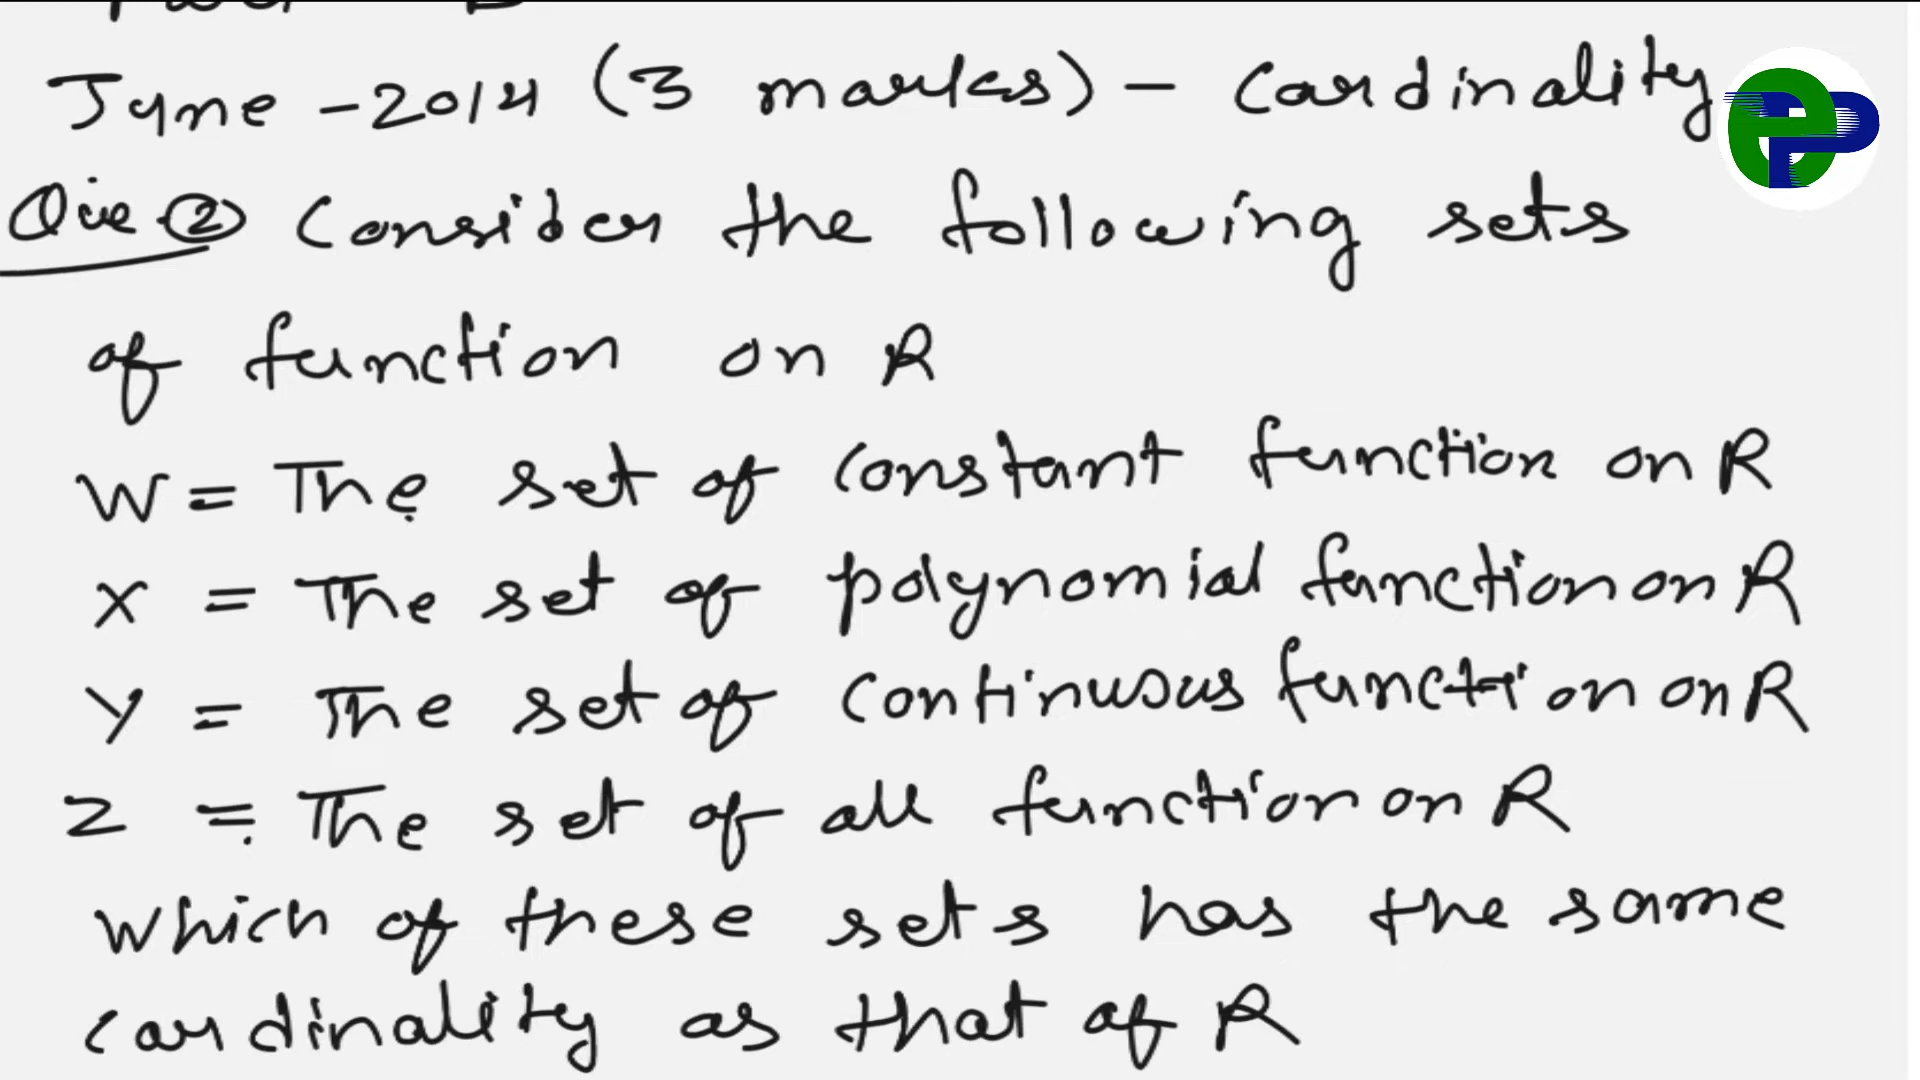 June - 2014 (3 marks) - Cardinality
eP
Que ② Consider the following sets
of function on R
W = The set of constant function on R
X = The set of polynomial function on R
Y = The set of continuous function on R
Z = The set of all function on R
which of these sets has the same
cardinality as that of R